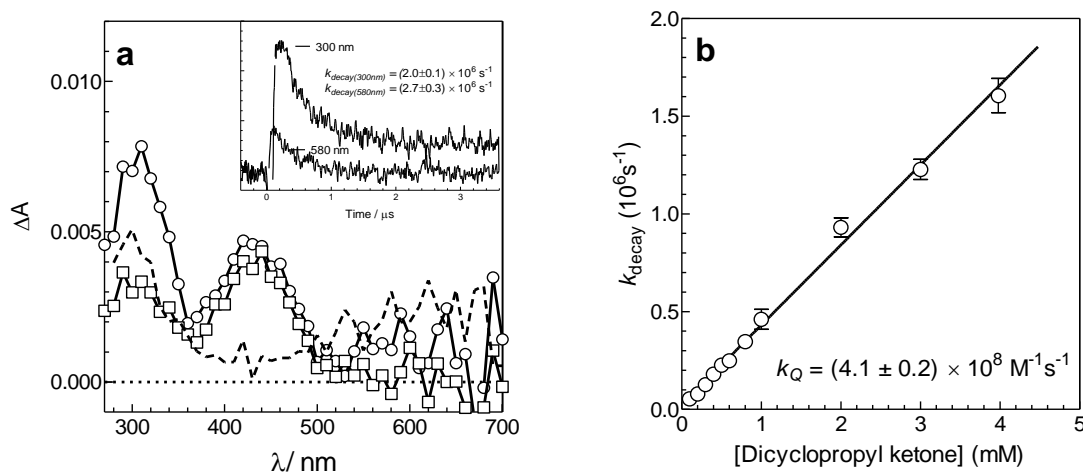 a
300 nm
k_decay(300nm) = (2.0±0.1) × 10^6 s^-1
k_decay(580nm) = (2.7±0.3) × 10^6 s^-1
580 nm
0 1 2 3
Time / μs
0.010
0.005
0.000
ΔA
300 400 500 600 700
λ/ nm
b
2.0
1.5
1.0
0.5
0.0
k_decay (10^6 s^-1)
k_Q = (4.1 ± 0.2) × 10^8 M^-1 s^-1
0 1 2 3 4 5
[Dicyclopropyl ketone] (mM)